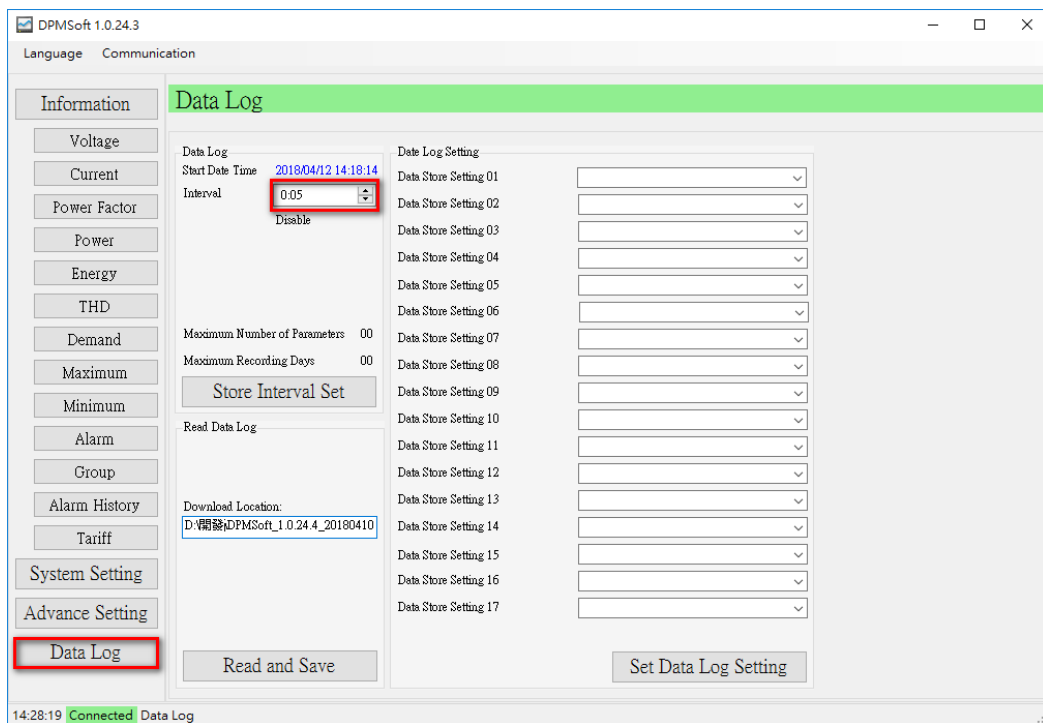 DPMSoft 1.0.24.3
Language Communication
Information
Voltage
Current
Power Factor
Power
Energy
THD
Demand
Maximum
Minimum
Alarm
Group
Alarm History
Tariff
System Setting
Advance Setting
Data Log
Data Log
Data Log
Start Date Time 2018/04/12 14:18:14
Interval 0:05
Disable
Maximum Number of Parameters 00
Maximum Recording Days 00
Store Interval Set
Read Data Log
Download Location:
D:\開發\DPMSoft_1.0.24.4_20180410
Read and Save
Date Log Setting
Data Store Setting 01
Data Store Setting 02
Data Store Setting 03
Data Store Setting 04
Data Store Setting 05
Data Store Setting 06
Data Store Setting 07
Data Store Setting 08
Data Store Setting 09
Data Store Setting 10
Data Store Setting 11
Data Store Setting 12
Data Store Setting 13
Data Store Setting 14
Data Store Setting 15
Data Store Setting 16
Data Store Setting 17
Set Data Log Setting
14:28:19 Connected Data Log